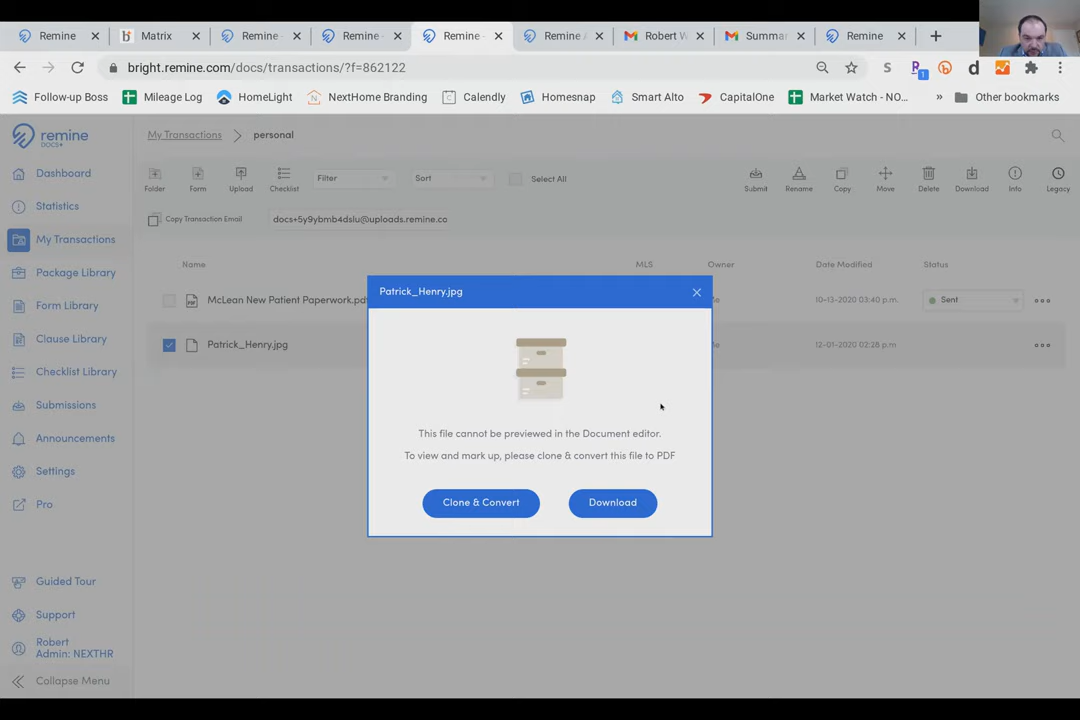 Remine
Matrix
Remine -
Remine -
Remine -
Remine
Robert W
Summar
Remine
bright.remine.com/docs/transactions/?f=862122
Follow-up Boss
Mileage Log
HomeLight
NextHome Branding
Calendly
Homesnap
Smart Alto
CapitalOne
Market Watch - NO...
»
Other bookmarks
remine
DOCS+
My Transactions
personal
Folder
Form
Upload
Checklist
Filter
Sort
Select All
Submit
Rename
Copy
Move
Delete
Download
Info
Legacy
Copy Transaction Email
docs+5y9ybmb4dslu@uploads.remine.co
Dashboard
Statistics
My Transactions
Package Library
Form Library
Clause Library
Checklist Library
Submissions
Announcements
Settings
Pro
Guided Tour
Support
Robert
Admin: NEXTHR
Collapse Menu
Name
MLS
Owner
Date Modified
Status
McLean New Patient Paperwork.pd
10-13-2020 03:40 p.m.
Sent
Patrick_Henry.jpg
12-01-2020 02:28 p.m
Patrick_Henry.jpg
This file cannot be previewed in the Document editor.
To view and mark up, please clone & convert this file to PDF
Clone & Convert
Download